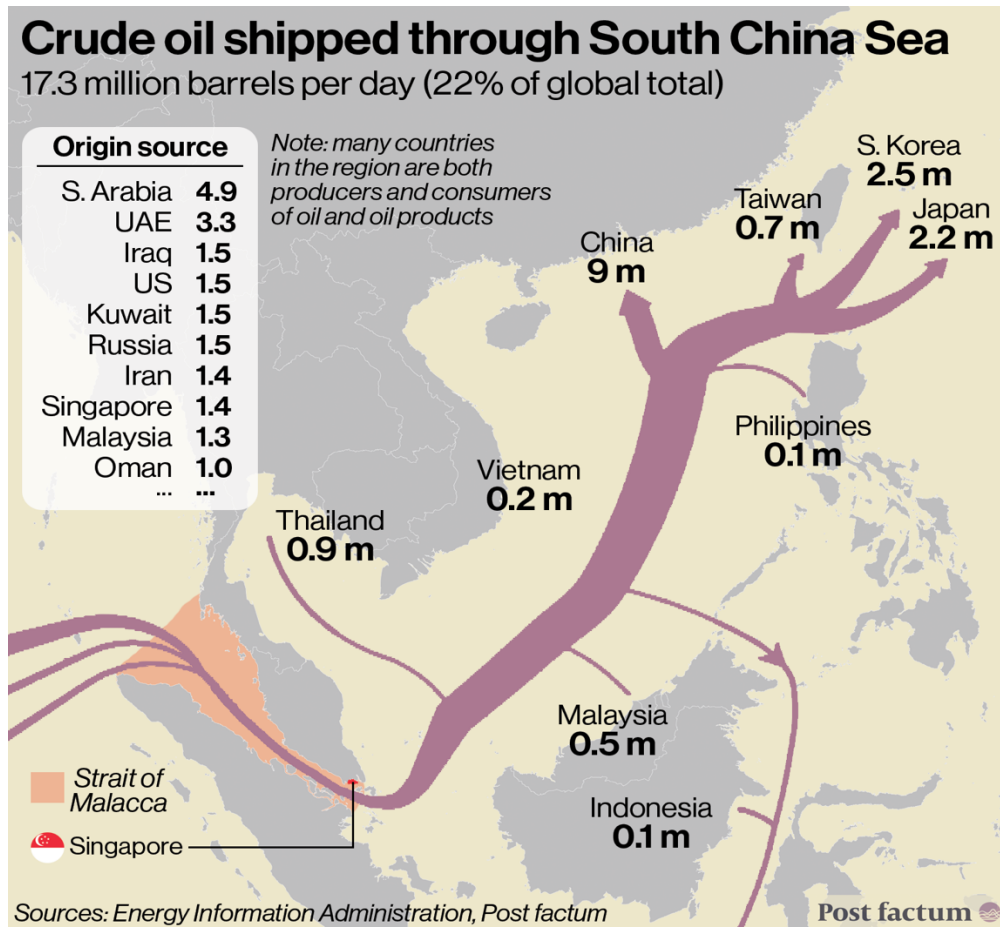 Crude oil shipped through South China Sea
17.3 million barrels per day (22% of global total)
Origin source
S. Arabia 4.9
UAE 3.3
Iraq 1.5
US 1.5
Kuwait 1.5
Russia 1.5
Iran 1.4
Singapore 1.4
Malaysia 1.3
Oman 1.0
... ...
Note: many countries
in the region are both
producers and consumers
of oil and oil products
S. Korea
2.5 m
Taiwan
0.7 m
Japan
2.2 m
China
9 m
Philippines
0.1 m
Vietnam
0.2 m
Thailand
0.9 m
Malaysia
0.5 m
Indonesia
0.1 m
Strait of
Malacca
Singapore
Sources: Energy Information Administration, Post factum
Post factum